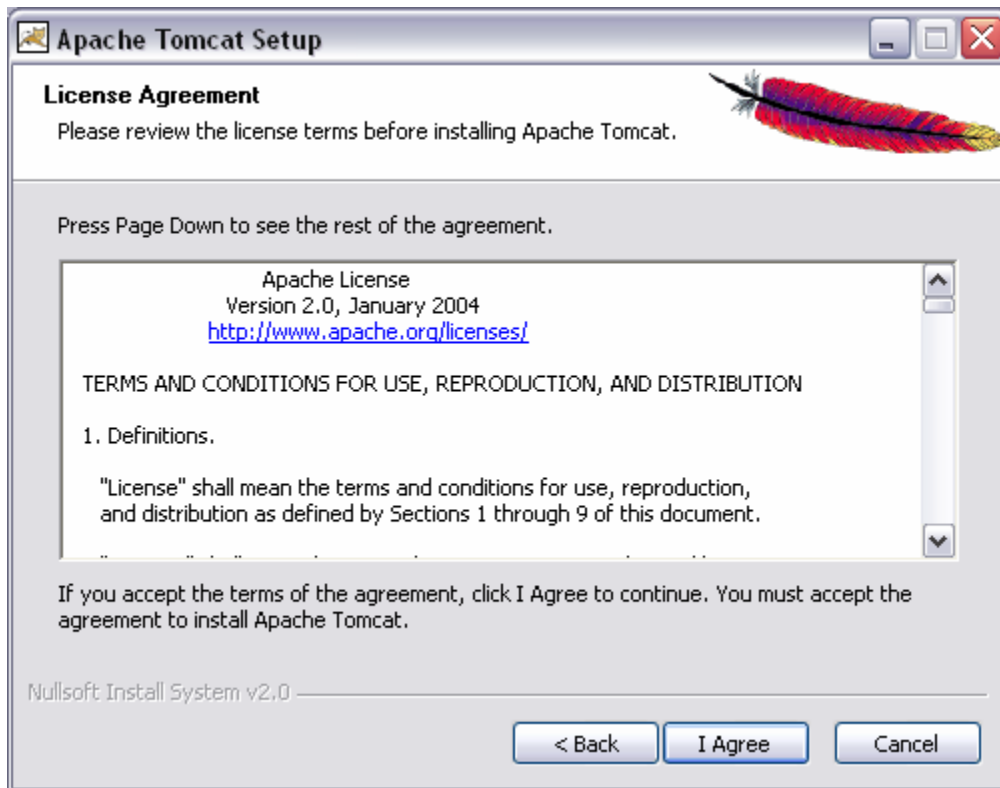 Apache Tomcat Setup
License Agreement
Please review the license terms before installing Apache Tomcat.
Press Page Down to see the rest of the agreement.
Apache License
Version 2.0, January 2004
http://www.apache.org/licenses/
TERMS AND CONDITIONS FOR USE, REPRODUCTION, AND DISTRIBUTION
1. Definitions.
"License" shall mean the terms and conditions for use, reproduction,
and distribution as defined by Sections 1 through 9 of this document.
If you accept the terms of the agreement, click I Agree to continue. You must accept the
agreement to install Apache Tomcat.
Nullsoft Install System v2.0
< Back
I Agree
Cancel